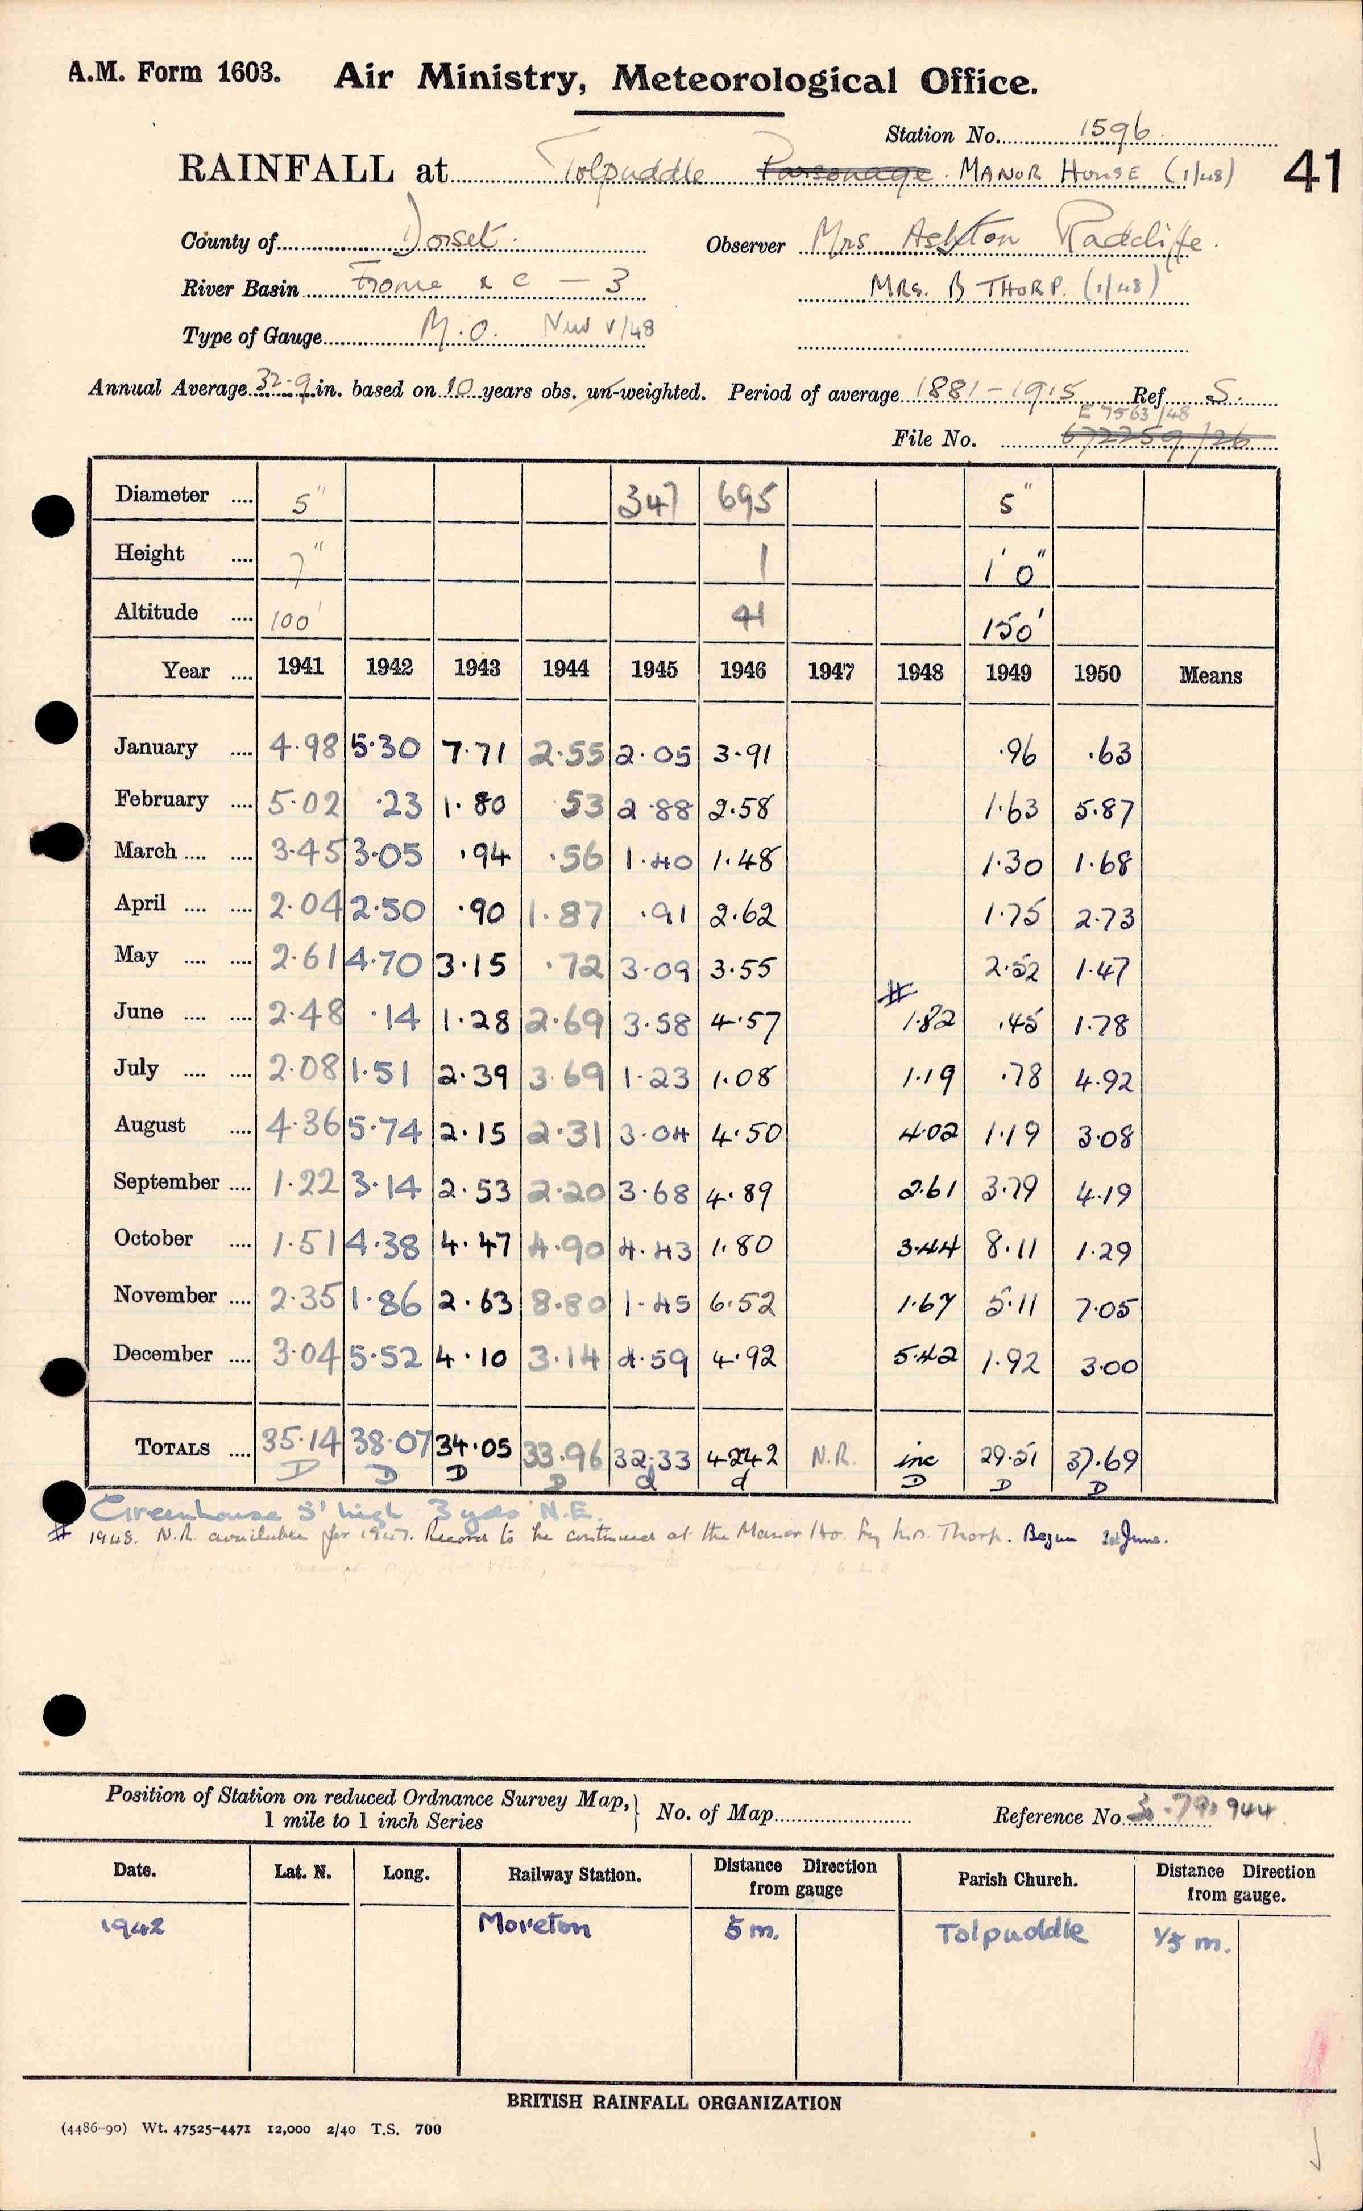 A.M. Form 1603. Air Ministry, Meteorological Office.
Station No. 1596
RAINFALL at Tolpuddle Parsonage. MANOR HOUSE (1/48) 41
County of Dorset. Observer Mrs Ashton Radcliffe.
River Basin Frome &c — 3 MRS. B THORP. (1/48)
Type of Gauge M.O. New V/48
Annual Average 32.9 in. based on 10 years obs. un-weighted. Period of average 1881-1915 Ref S.
E 7563/48
File No. 672259/26
Diameter .... 5" 347 695 5"
Height .... 7" 1 1' 0"
Altitude .... 100' 41 150'
Year .... 1941 1942 1943 1944 1945 1946 1947 1948 1949 1950 Means
January .... 4.98 5.30 7.71 2.55 2.05 3.91 .96 .63
February .... 5.02 .23 1.80 .53 2.88 2.58 1.63 5.87
March .... .... 3.45 3.05 .94 .56 1.40 1.48 1.30 1.68
April .... .... 2.04 2.50 .90 1.87 .91 2.62 1.75 2.73
May .... .... 2.61 4.70 3.15 .72 3.09 3.55 2.52 1.47
June .... .... 2.48 .14 1.28 2.69 3.58 4.57 # 1.82 .45 1.78
July .... .... 2.08 1.51 2.39 3.69 1.23 1.08 1.19 .78 4.92
August .... 4.36 5.74 2.15 2.31 3.04 4.50 4.02 1.19 3.08
September .... 1.22 3.14 2.53 2.20 3.68 4.89 2.61 3.79 4.19
October .... 1.51 4.38 4.47 4.90 4.43 1.80 3.44 8.11 1.29
November .... 2.35 1.86 2.63 8.80 1.45 6.52 1.67 5.11 7.05
December .... 3.04 5.52 4.10 3.14 4.59 4.92 5.42 1.92 3.00
TOTALS .... 35.14 38.07 34.05 33.96 32.33 42.42 N.R. inc 29.51 37.69
D D D D d d D D D
Greenhouse 5' high 3 yds N.E.
# 1948. N.R. available for 1947. Record to be continued at the Manor Ho. by Mrs. Thorp. Began 1st June.
Position of Station on reduced Ordnance Survey Map, 1 mile to 1 inch Series } No. of Map Reference No. 3.79.944
Date. Lat. N. Long. Railway Station. Distance Direction from gauge Parish Church. Distance Direction from gauge.
1942 Moreton 5 m. Tolpuddle 1/5 m.
BRITISH RAINFALL ORGANIZATION
(4486-90) Wt. 47525-4471 12,000 2/40 T.S. 700